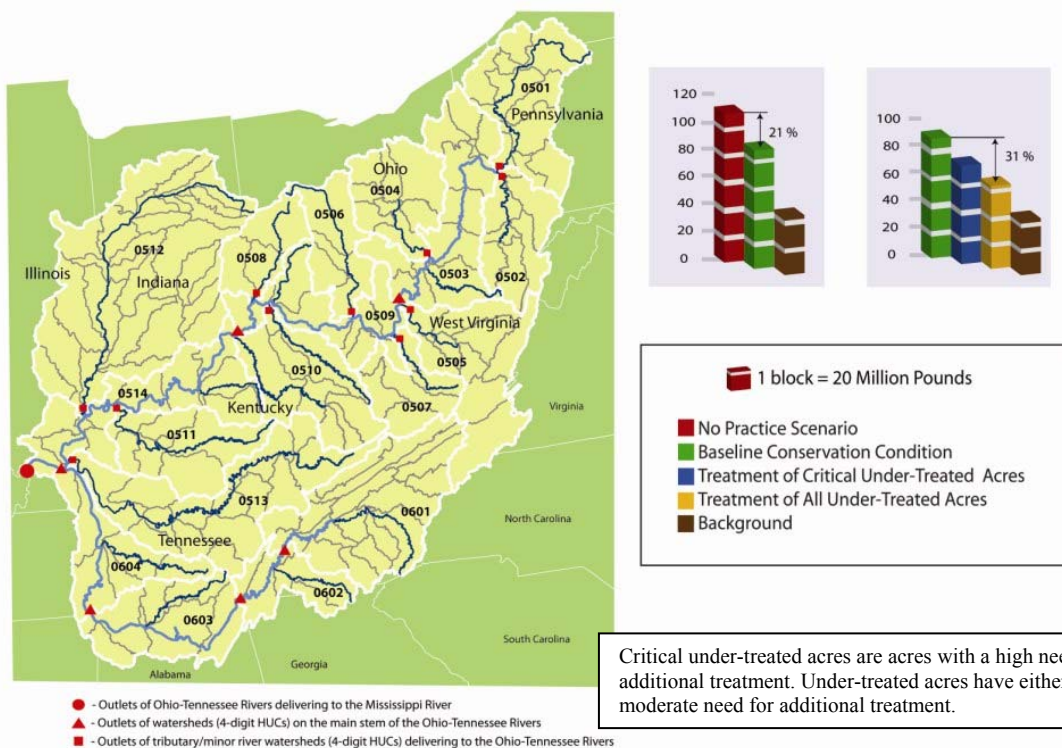 0501
Pennsylvania
Ohio
0504
0506
0512
0508
0503
0502
Illinois
Indiana
0509
West Virginia
0505
0510
0514
Kentucky
0507
Virginia
0511
0513
0601
North Carolina
Tennessee
0604
0602
0603
South Carolina
Alabama
Georgia
120
100
80
60
40
20
0
21 %
100
80
60
40
20
0
31 %
1 block = 20 Million Pounds
No Practice Scenario
Baseline Conservation Condition
Treatment of Critical Under-Treated Acres
Treatment of All Under-Treated Acres
Background
Critical under-treated acres are acres with a high
additional treatment. Under-treated acres have either
moderate need for additional treatment.
- Outlets of Ohio-Tennessee Rivers delivering to the Mississippi River
- Outlets of watersheds (4-digit HUCs) on the main stem of the Ohio-Tennessee Rivers
- Outlets of tributary/minor river watersheds (4-digit HUCs) delivering to the Ohio-Tennessee Rivers